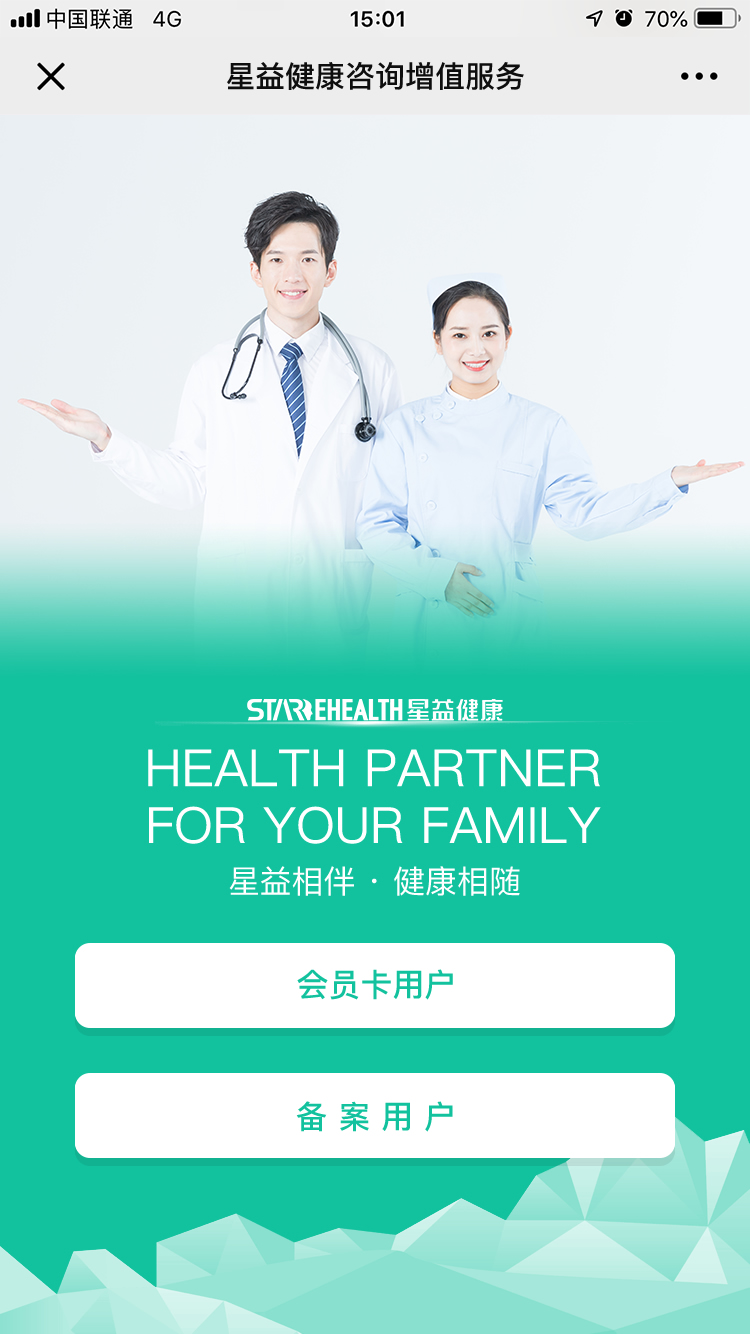 中国联通 4G 15:01 70%
星益健康咨询增值服务
STAREHEALTH星益健康
HEALTH PARTNER
FOR YOUR FAMILY
星益相伴 · 健康相随
会员卡用户
备案用户